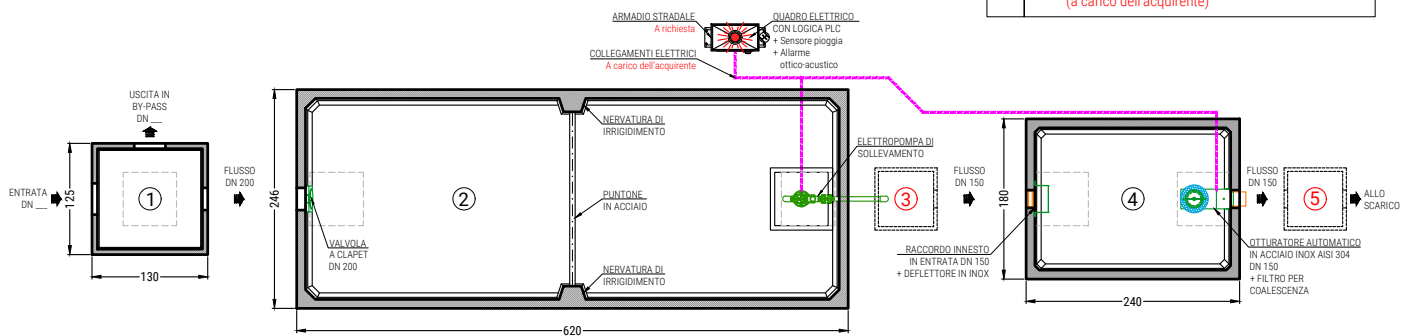 (a carico dell'acquirente)
ARMADIO STRADALE
A richiesta
QUADRO ELETTRICO
CON LOGICA PLC
+ Sensore pioggia
+ Allarme
ottico-acustico
COLLEGAMENTI ELETTRICI
A carico dell'acquirente
USCITA IN
BY-PASS
DN __
ENTRATA
DN __
125
1
130
FLUSSO
DN 200
246
2
VALVOLA
A CLAPET
DN 200
NERVATURA DI
IRRIGIDIMENTO
PUNTONE
IN ACCIAIO
NERVATURA DI
IRRIGIDIMENTO
620
ELETTROPOMPA DI
SOLLEVAMENTO
3
FLUSSO
DN 150
180
4
RACCORDO INNESTO
IN ENTRATA DN 150
+ DEFLETTORE IN INOX
240
FLUSSO
DN 150
OTTURATORE AUTOMATICO
IN ACCIAIO INOX AISI 304
DN 150
+ FILTRO PER
COALESCENZA
5
ALLO
SCARICO